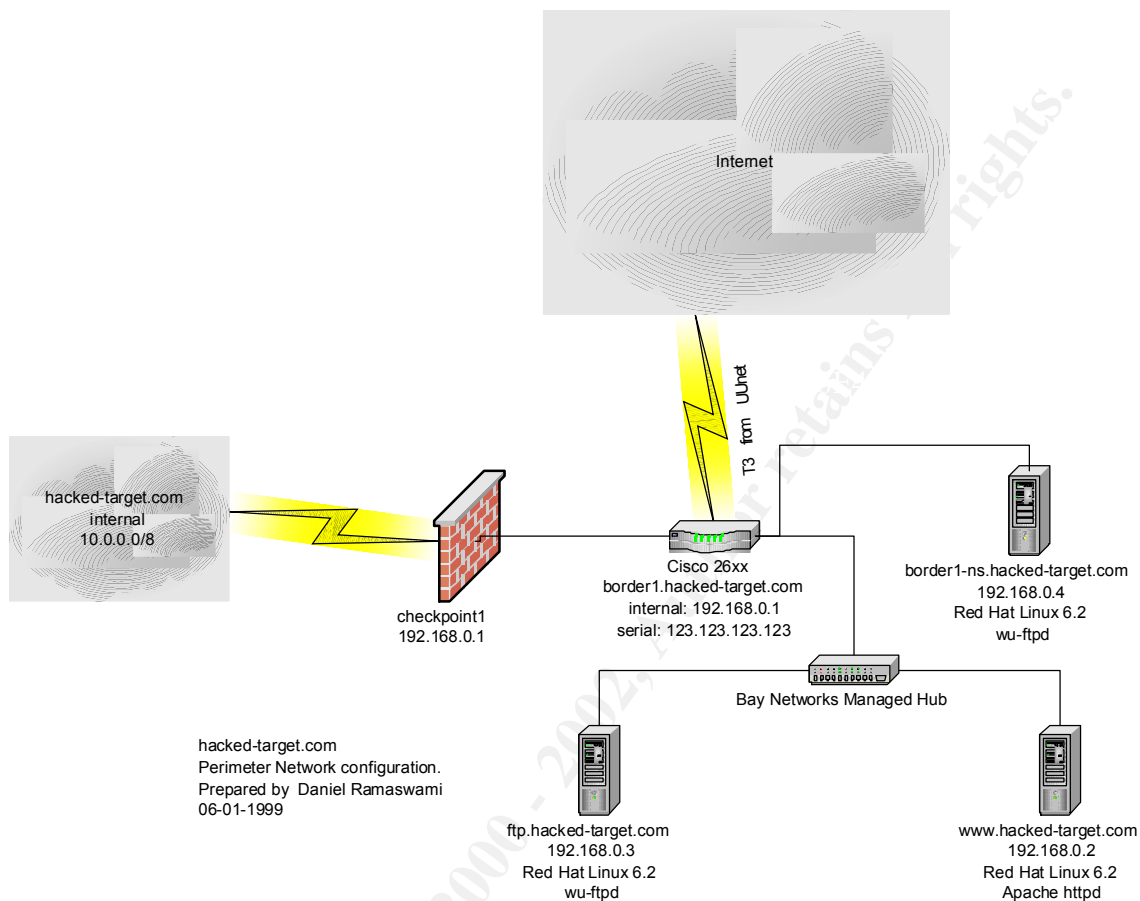 Internet
T3 from UUnet
hacked-target.com
internal
10.0.0.0/8
checkpoint1
192.168.0.1
Cisco 26xx
border1.hacked-target.com
internal: 192.168.0.1
serial: 123.123.123.123
border1-ns.hacked-target.com
192.168.0.4
Red Hat Linux 6.2
wu-ftpd
Bay Networks Managed Hub
hacked-target.com
Perimeter Network configuration.
Prepared by Daniel Ramaswami
06-01-1999
ftp.hacked-target.com
192.168.0.3
Red Hat Linux 6.2
wu-ftpd
www.hacked-target.com
192.168.0.2
Red Hat Linux 6.2
Apache httpd
2000 - 2002, retains rights.